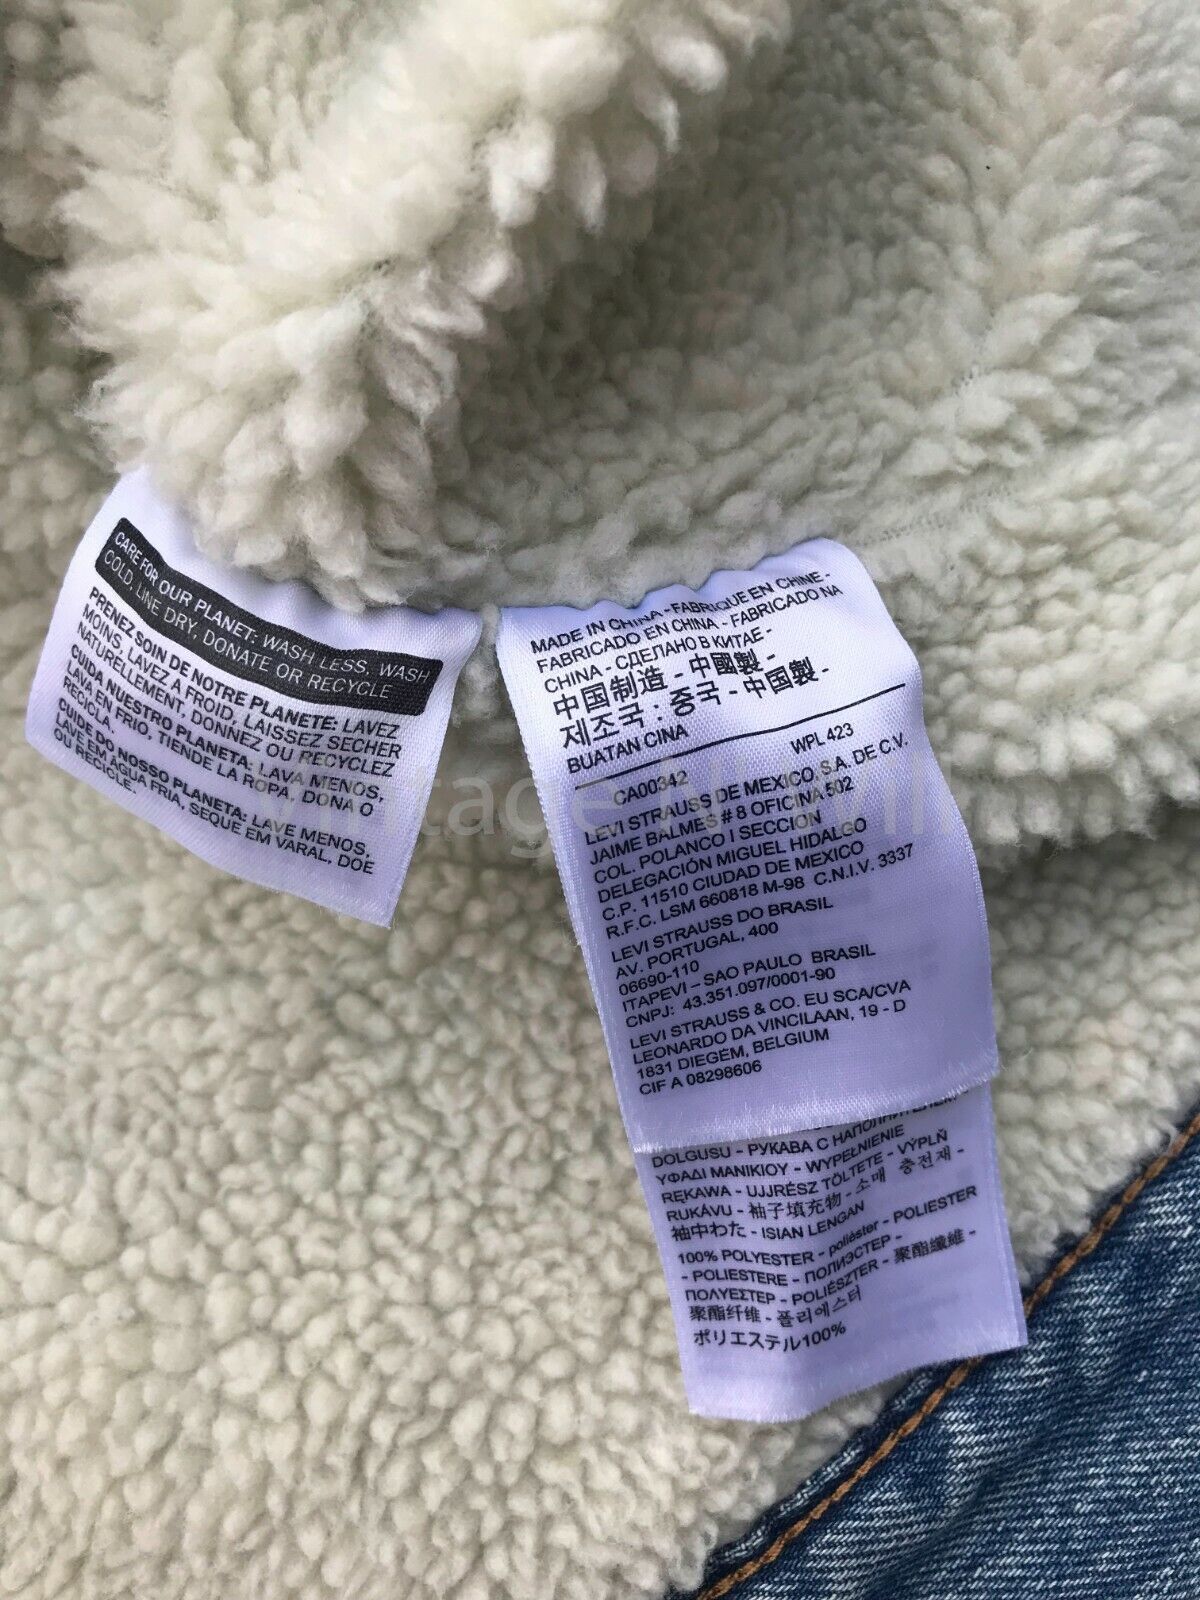 CARE FOR OUR PLANET: WASH LESS, WASH
COLD, LINE DRY, DONATE OR RECYCLE
PRENEZ SOIN DE NOTRE PLANETE: LAVEZ
MOINS, LAVEZ A FROID, LAISSEZ SECHER
NATURELLEMENT, DONNEZ OU RECYCLEZ
CUIDA NUESTRO PLANETA: LAVA MENOS,
LAVA EN FRIO, TIENDE LA ROPA, DONA O
RECICLA.
CUIDE DO NOSSO PLANETA: LAVE MENOS,
LAVE EM ÁGUA FRIA, SEQUE EM VARAL, DOE
OU RECICLE.
MADE IN CHINA - FABRIQUE EN CHINE -
FABRICADO EN CHINA - FABRICADO NA
CHINA - СДЕЛАНО В КИТАЕ -
中国制造 - 中國製 -
제조국 : 중국 - 中国製 -
BUATAN CINA
CA00342 WPL 423
LEVI STRAUSS DE MEXICO, S.A. DE C.V.
JAIME BALMES # 8 OFICINA 502
COL. POLANCO I SECCION
DELEGACIÓN MIGUEL HIDALGO
C.P. 11510 CIUDAD DE MEXICO
R.F.C. LSM 660818 M-98 C.N.I.V. 3337
LEVI STRAUSS DO BRASIL
AV. PORTUGAL, 400
06690-110
ITAPEVI – SAO PAULO BRASIL
CNPJ: 43.351.097/0001-90
LEVI STRAUSS & CO. EU SCA/CVA
LEONARDO DA VINCILAAN, 19 - D
1831 DIEGEM, BELGIUM
CIF A 08298606
DOLGUSU - РУКАВА С НАПОЛНИТЕЛЕМ
ΥΦΑΔΙ ΜΑΝΙΚΙΟΥ - WYPEŁNIENIE
RĘKAWA - UJJRÉSZ TÖLTETE - VÝPLŇ
RUKÁVU - 袖子填充物 - 소매 충전재 -
袖中わた - ISIAN LENGAN
100% POLYESTER - poliéster - POLIESTER
- POLIESTERE - ПОЛИЭСТЕР -
ΠΟΛΥΕΣΤΕΡ - POLIÉSZTER - 聚酯纖維 -
聚酯纤维 - 폴리에스터
ポリエステル100%